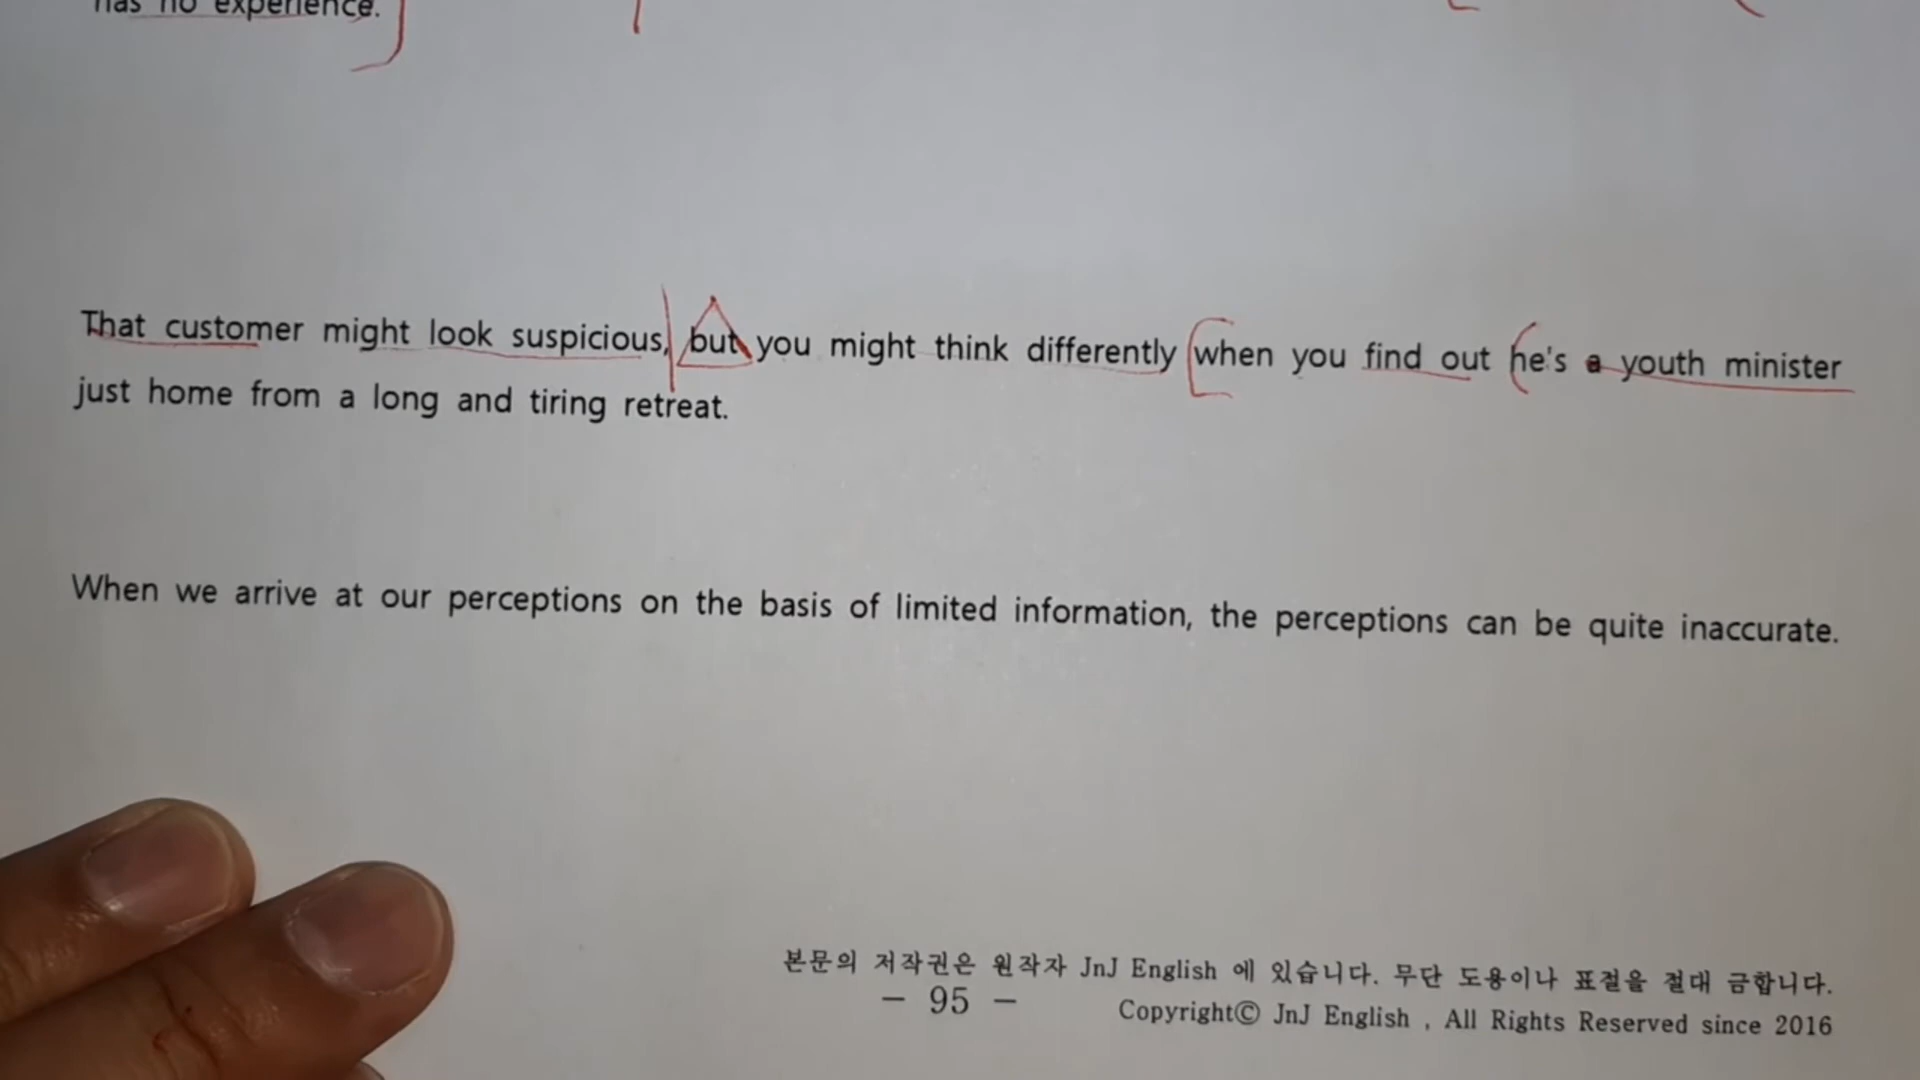 has no experience.
That customer might look suspicious, but you might think differently when you find out he's a youth minister
just home from a long and tiring retreat.
When we arrive at our perceptions on the basis of limited information, the perceptions can be quite inaccurate.
본문의 저작권은 원작자 JnJ English 에 있습니다. 무단 도용이나 표절을 절대 금합니다.
- 95 -
Copyright© JnJ English , All Rights Reserved since 2016